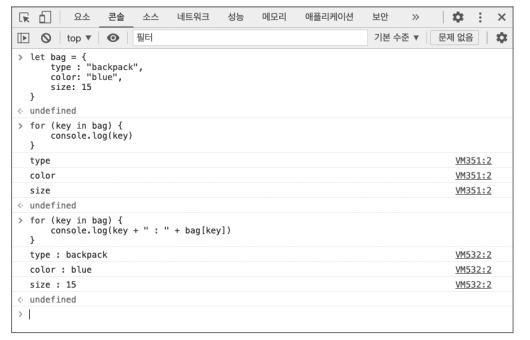 요소 콘솔 소스 네트워크 성능 메모리 애플리케이션 보안 »
top ▼ 필터 기본 수준 ▼ 문제 없음
> let bag = {
    type : "backpack",
    color: "blue",
    size: 15
}
<· undefined
> for (key in bag) {
    console.log(key)
}
type VM351:2
color VM351:2
size VM351:2
<· undefined
> for (key in bag) {
    console.log(key + " : " + bag[key])
}
type : backpack VM532:2
color : blue VM532:2
size : 15 VM532:2
<· undefined
>